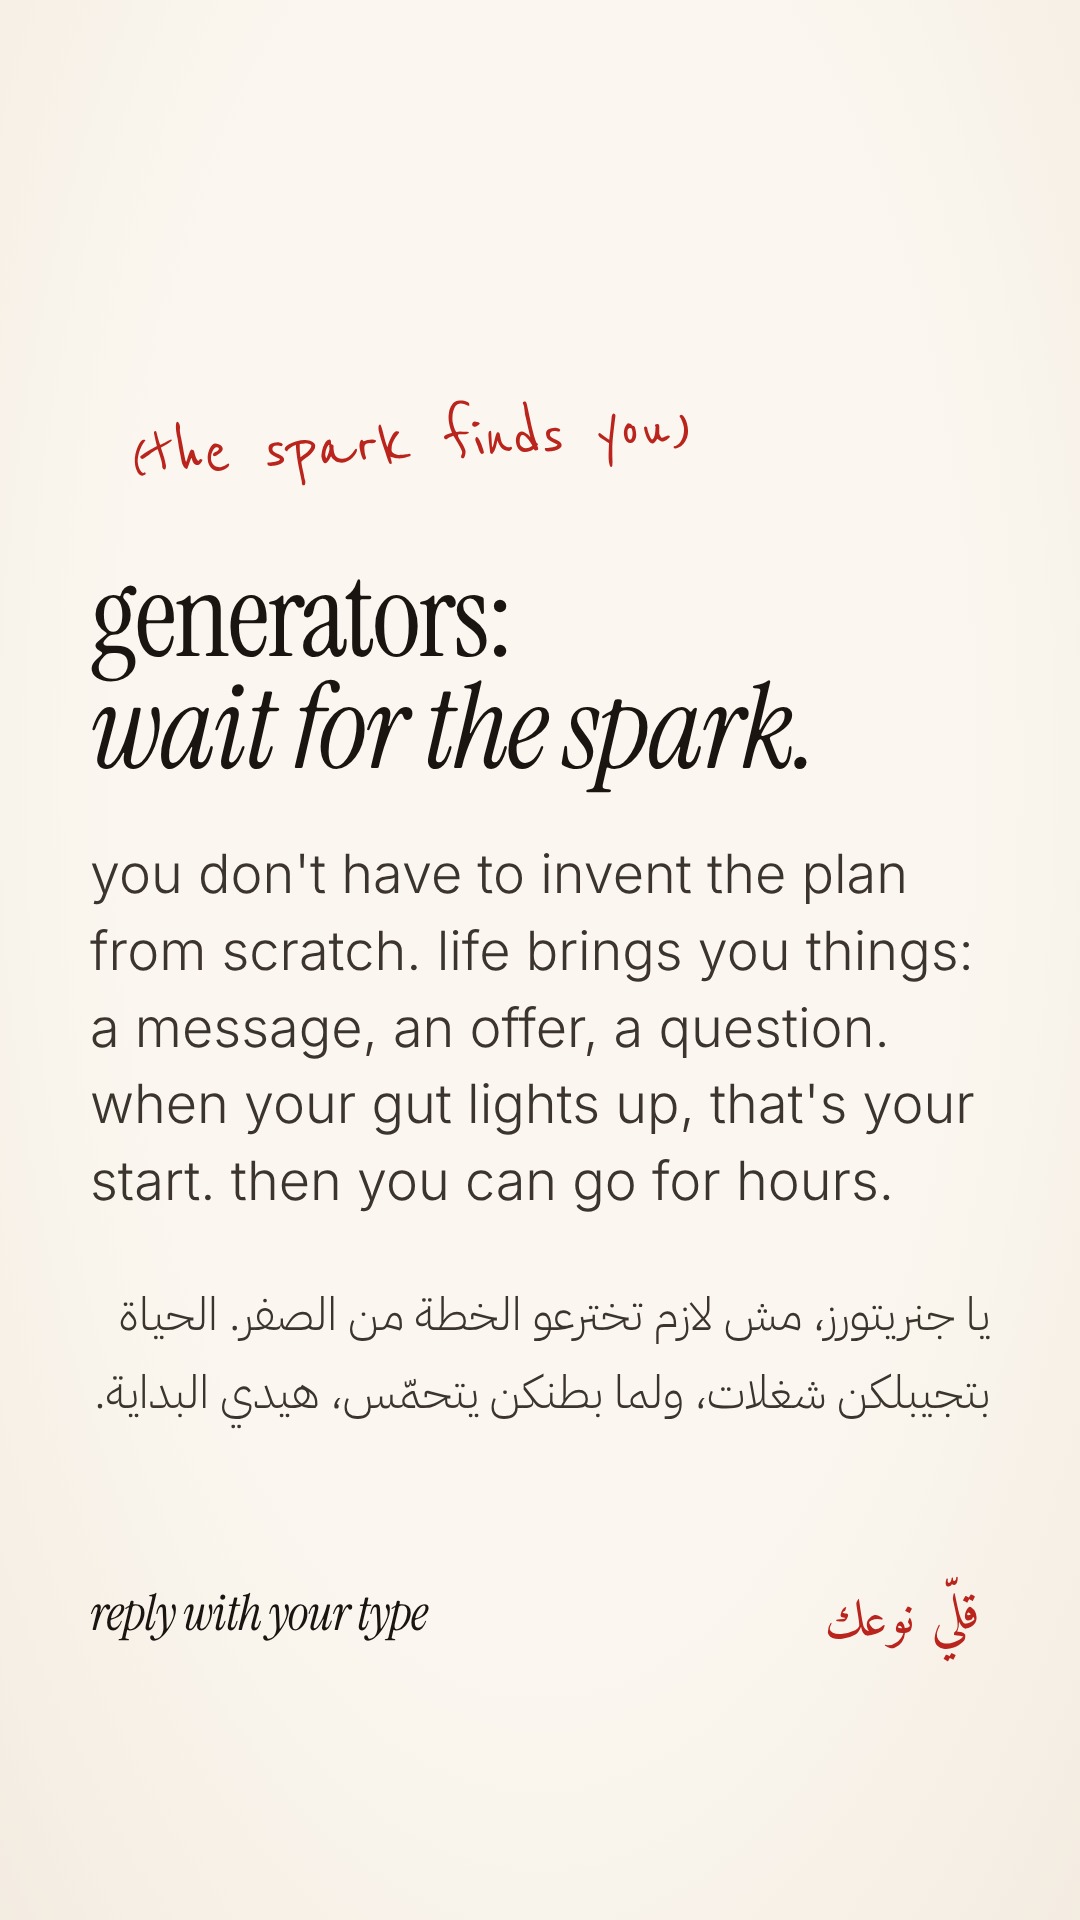 (the spark finds you)
generators:
wait for the spark.
you don't have to invent the plan
from scratch. life brings you things:
a message, an offer, a question.
when your gut lights up, that's your
start. then you can go for hours.
يا جنريتورز، مش لازم تخترعو الخطة من الصفر. الحياة
بتجيبلكن شغلات، ولما بطنكن يتحمّس، هيدي البداية.
reply with your type
قلّي نوعك